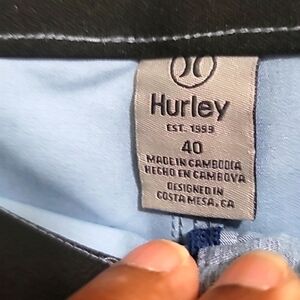 Hurley
EST. 1999
40
MADE IN CAMBODIA
HECHO EN CAMBOYA
DESIGNED IN
COSTA MESA, CA